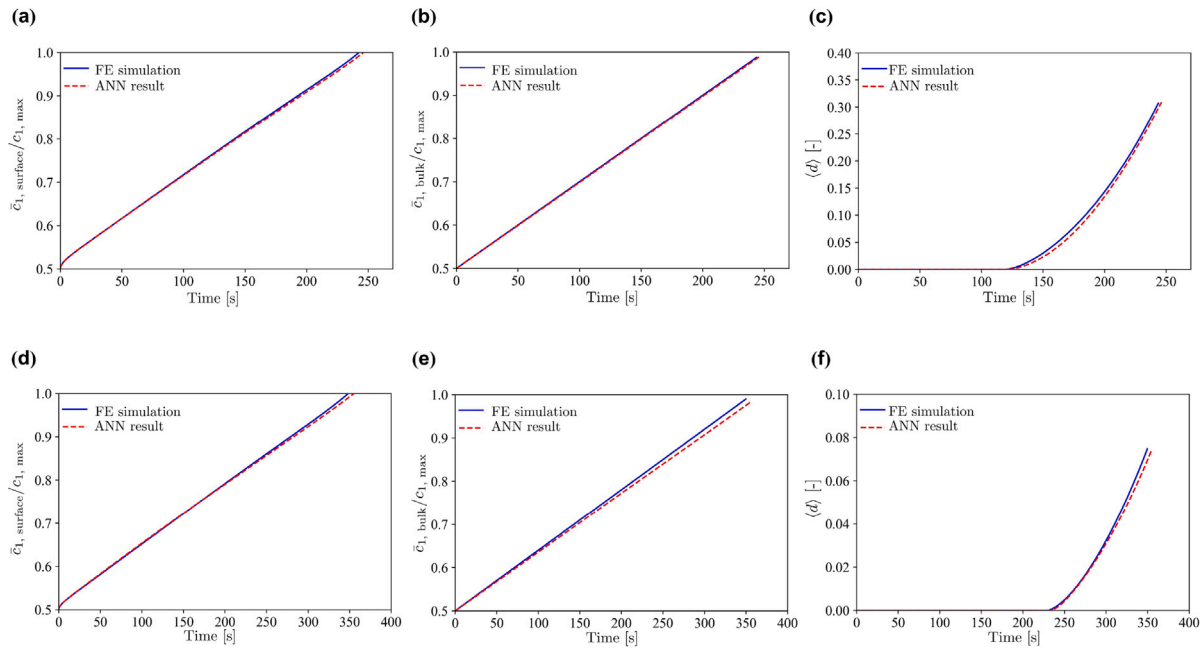 (a)
1.0
0.9
0.8
0.7
0.6
0.5
c̄1, surface/c1, max
FE simulation
ANN result
0 50 100 150 200 250
Time [s]
(b)
1.0
0.9
0.8
0.7
0.6
0.5
c̄1, bulk/c1, max
FE simulation
ANN result
0 50 100 150 200 250
Time [s]
(c)
0.40
0.35
0.30
0.25
0.20
0.15
0.10
0.05
0.00
⟨d⟩ [-]
FE simulation
ANN result
0 50 100 150 200 250
Time [s]
(d)
1.0
0.9
0.8
0.7
0.6
0.5
c̄1, surface/c1, max
FE simulation
ANN result
0 50 100 150 200 250 300 350 400
Time [s]
(e)
1.0
0.9
0.8
0.7
0.6
0.5
c̄1, bulk/c1, max
FE simulation
ANN result
0 50 100 150 200 250 300 350 400
Time [s]
(f)
0.10
0.08
0.06
0.04
0.02
0.00
⟨d⟩ [-]
FE simulation
ANN result
0 50 100 150 200 250 300 350 400
Time [s]